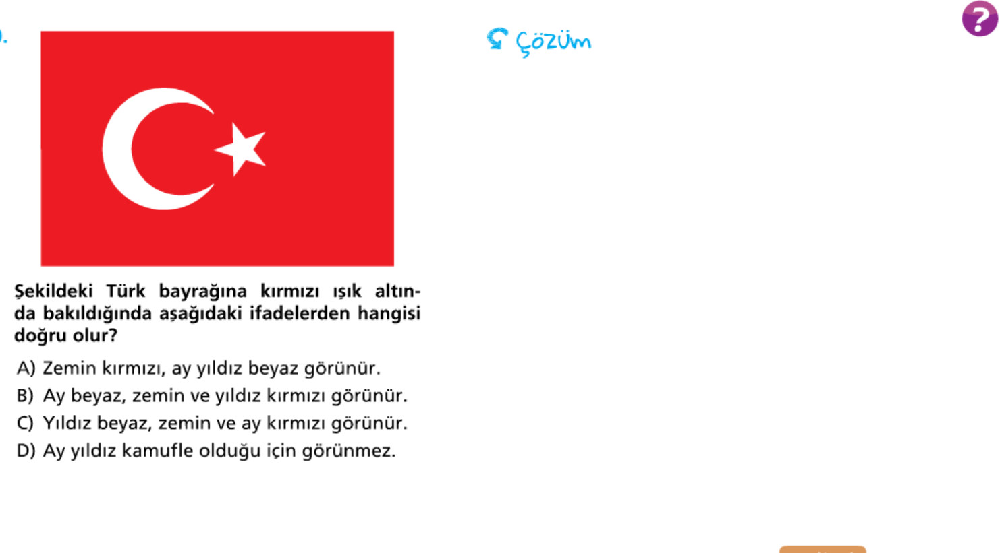 Çözüm
?
Şekildeki Türk bayrağına kırmızı ışık altın-
da bakıldığında aşağıdaki ifadelerden hangisi
doğru olur?
A) Zemin kırmızı, ay yıldız beyaz görünür.
B) Ay beyaz, zemin ve yıldız kırmızı görünür.
C) Yıldız beyaz, zemin ve ay kırmızı görünür.
D) Ay yıldız kamufle olduğu için görünmez.